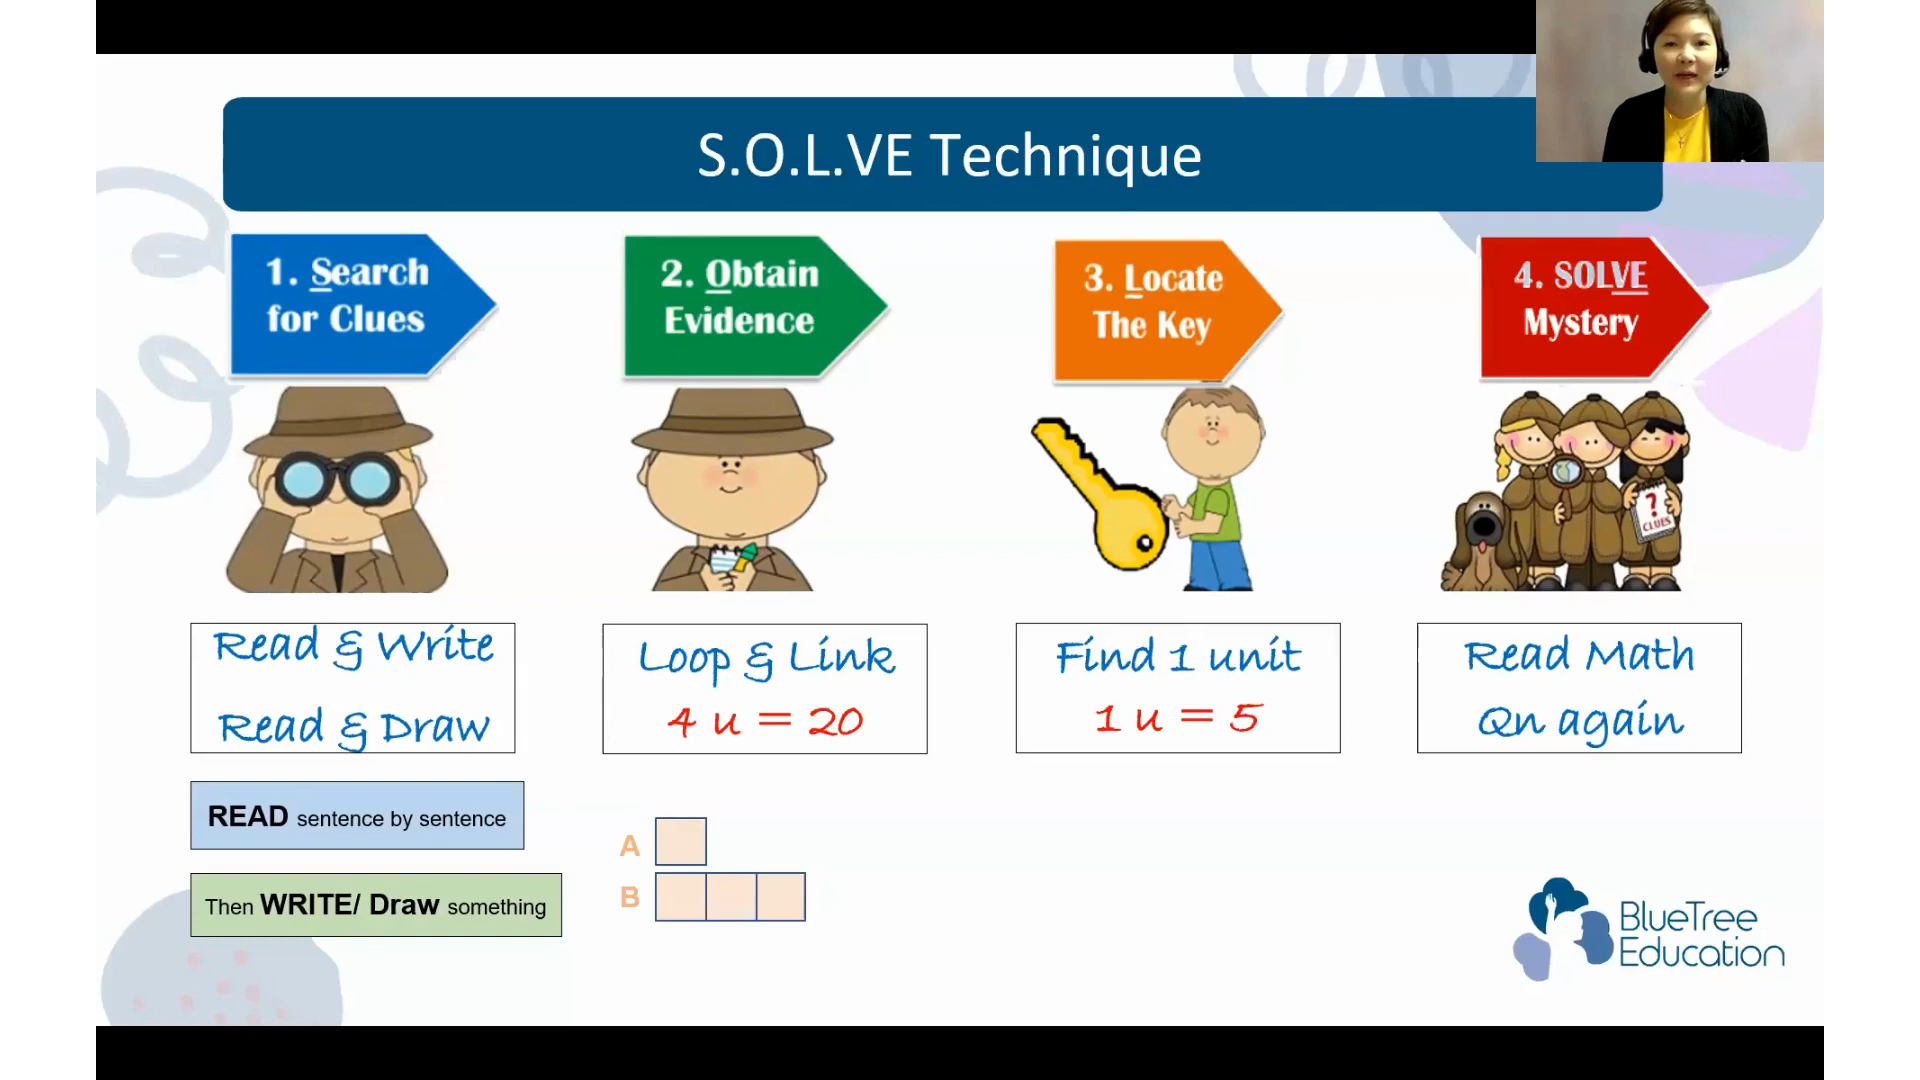 S.O.L.VE Technique
1. Search
for Clues
2. Obtain
Evidence
3. Locate
The Key
4. SOLVE
Mystery
?
CLUES
Read & Write
Read & Draw
Loop & Link
4 u = 20
Find 1 unit
1 u = 5
Read Math
Qn again
READ sentence by sentence
Then WRITE/ Draw something
A
B
BlueTree
Education